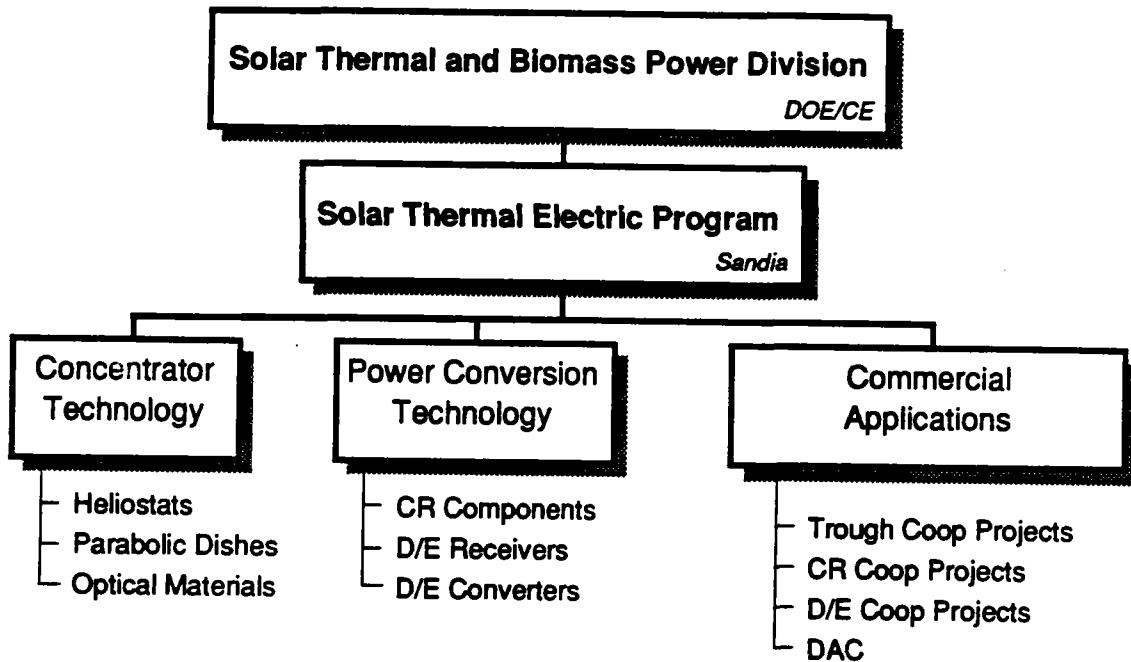 Solar Thermal and Biomass Power Division
DOE/CE
Solar Thermal Electric Program
Sandia
Concentrator
Technology
Heliostats
Parabolic Dishes
Optical Materials
Power Conversion
Technology
CR Components
D/E Receivers
D/E Converters
Commercial
Applications
Trough Coop Projects
CR Coop Projects
D/E Coop Projects
DAC